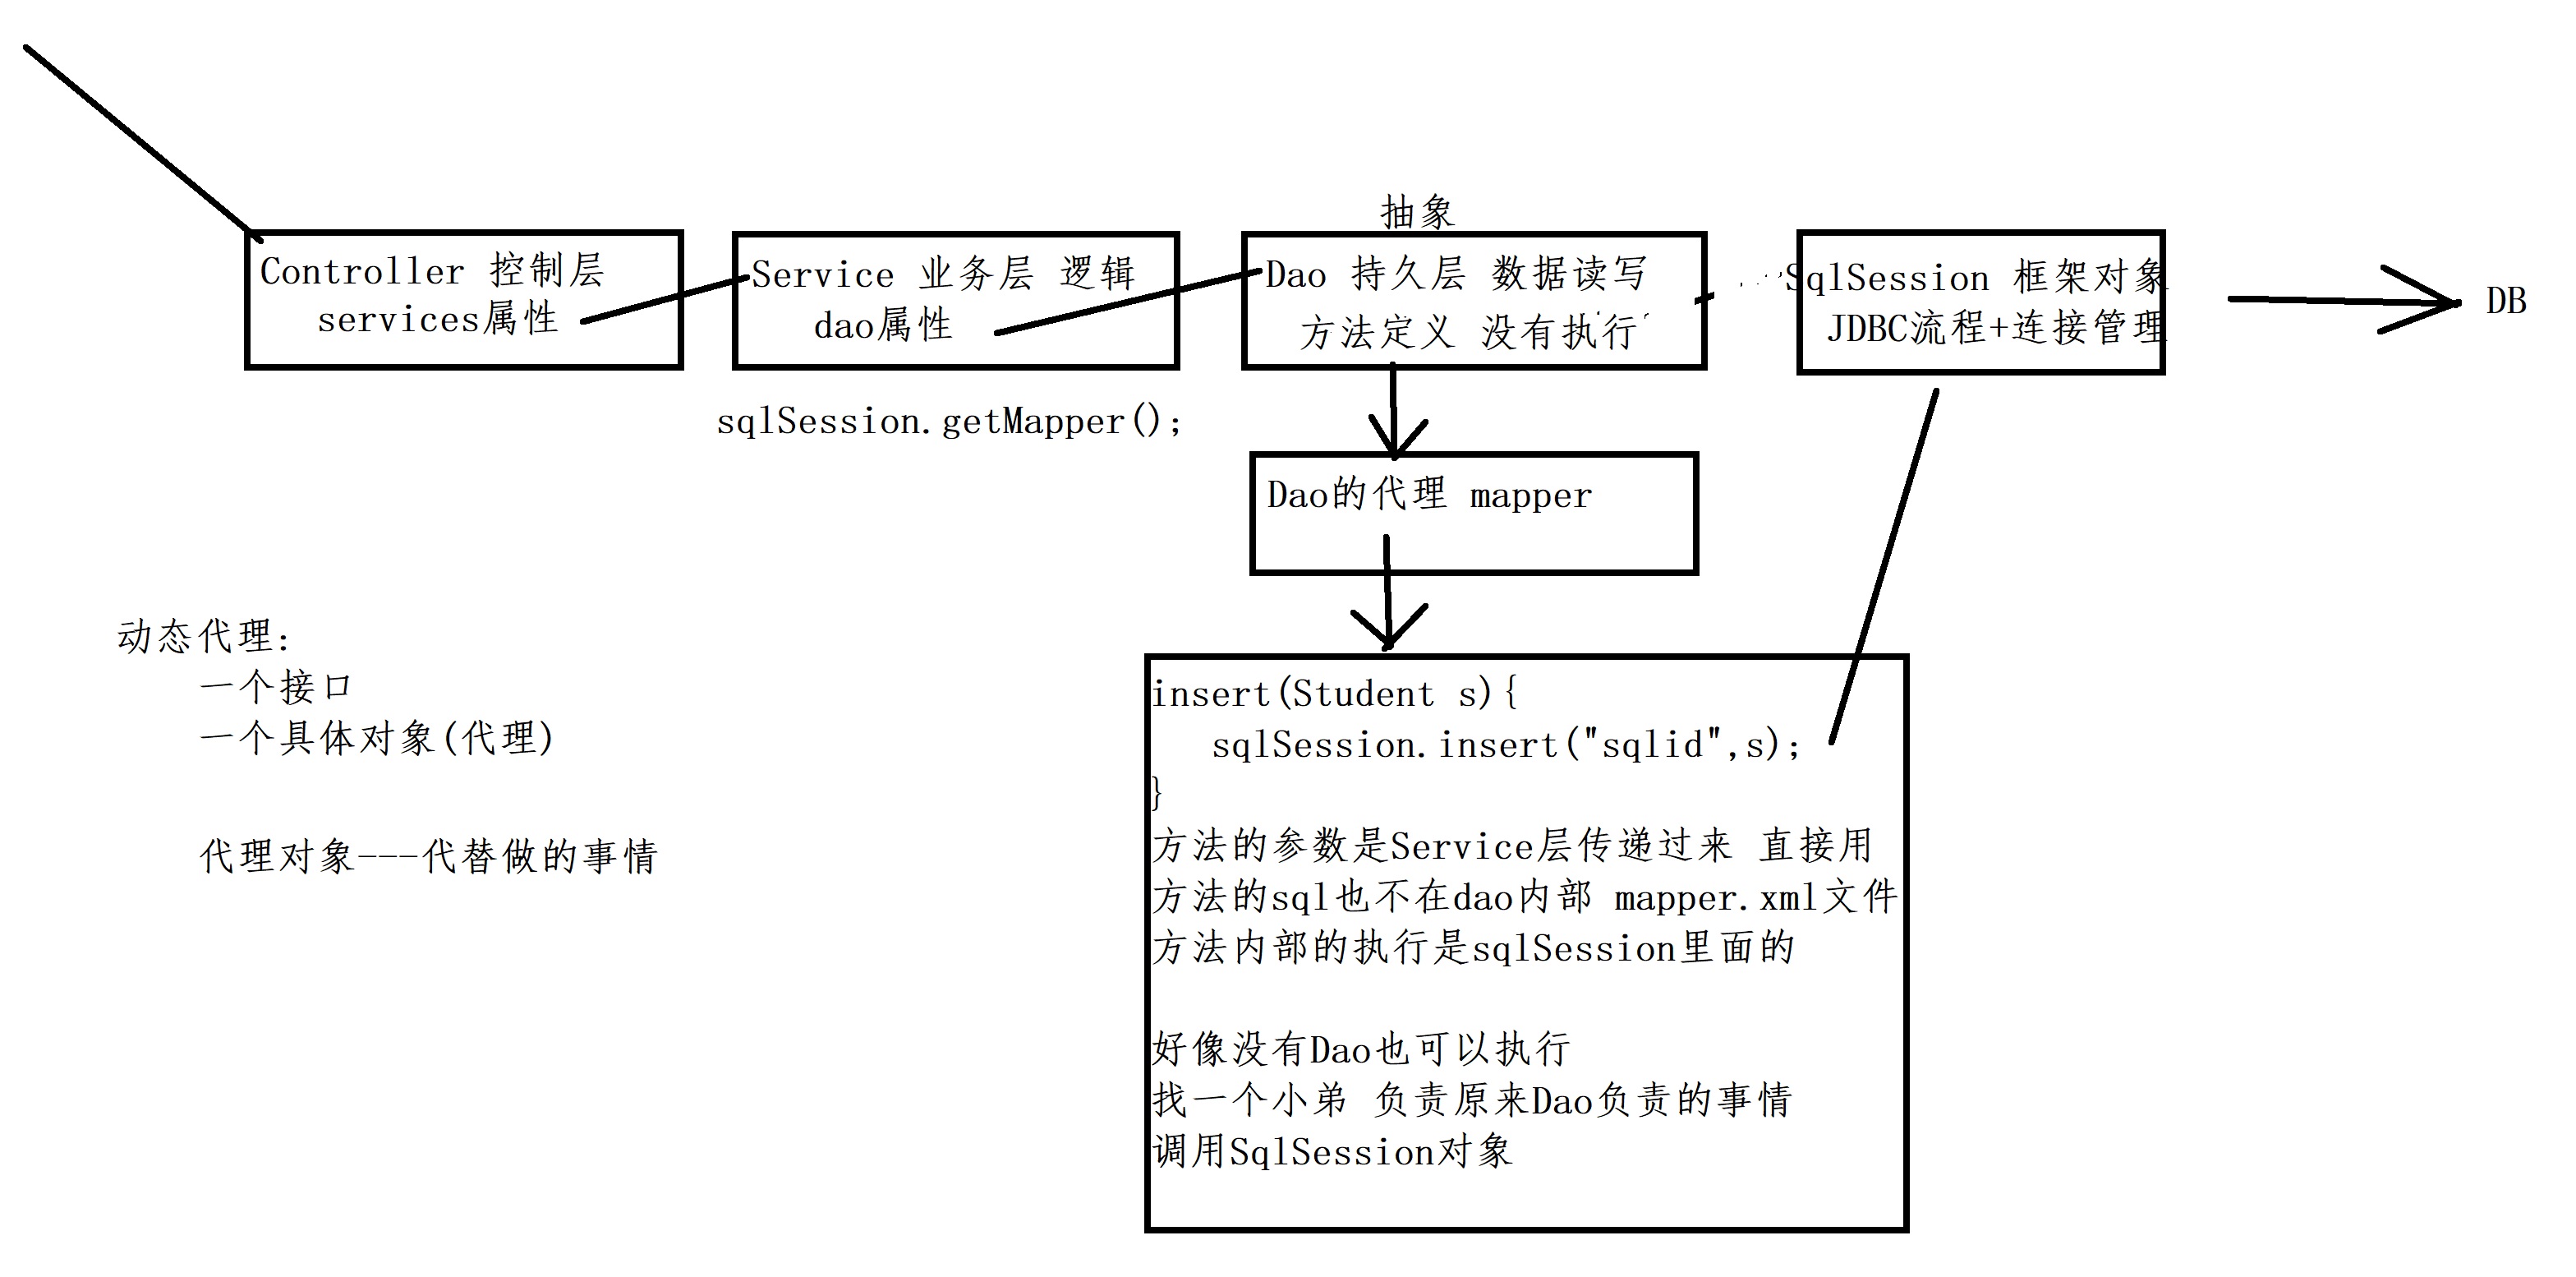 抽象
Controller 控制层
services属性
Service 业务层 逻辑
dao属性
Dao 持久层 数据读写
方法定义 没有执行
SqlSession 框架对象
JDBC流程+连接管理
DB
sqlSession.getMapper();
Dao的代理 mapper
动态代理:
一个接口
一个具体对象(代理)
代理对象---代替做的事情
insert(Student s){
sqlSession.insert("sqlid",s);
}
方法的参数是Service层传递过来 直接用
方法的sql也不在dao内部 mapper.xml文件
方法内部的执行是sqlSession里面的
好像没有Dao也可以执行
找一个小弟 负责原来Dao负责的事情
调用SqlSession对象